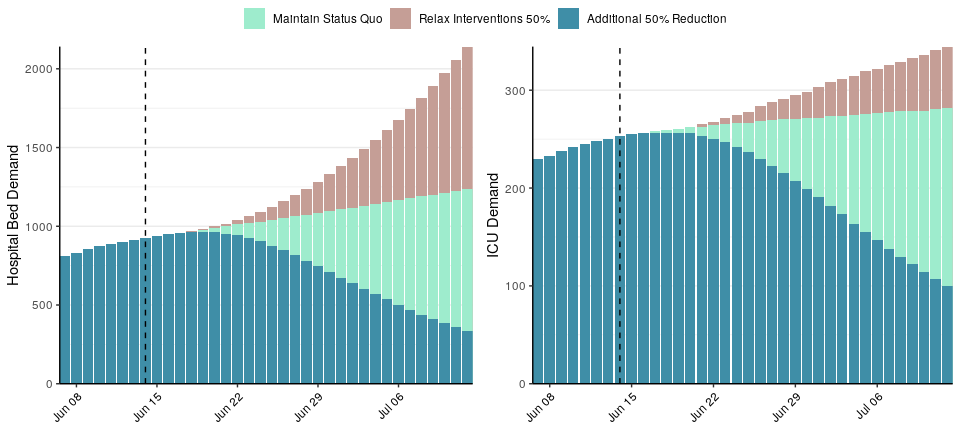 Maintain Status Quo Relax Interventions 50% Additional 50% Reduction
Hospital Bed Demand
2000
1500
1000
500
0
Jun 08 Jun 15 Jun 22 Jun 29 Jul 06
ICU Demand
300
200
100
0
Jun 08 Jun 15 Jun 22 Jun 29 Jul 06